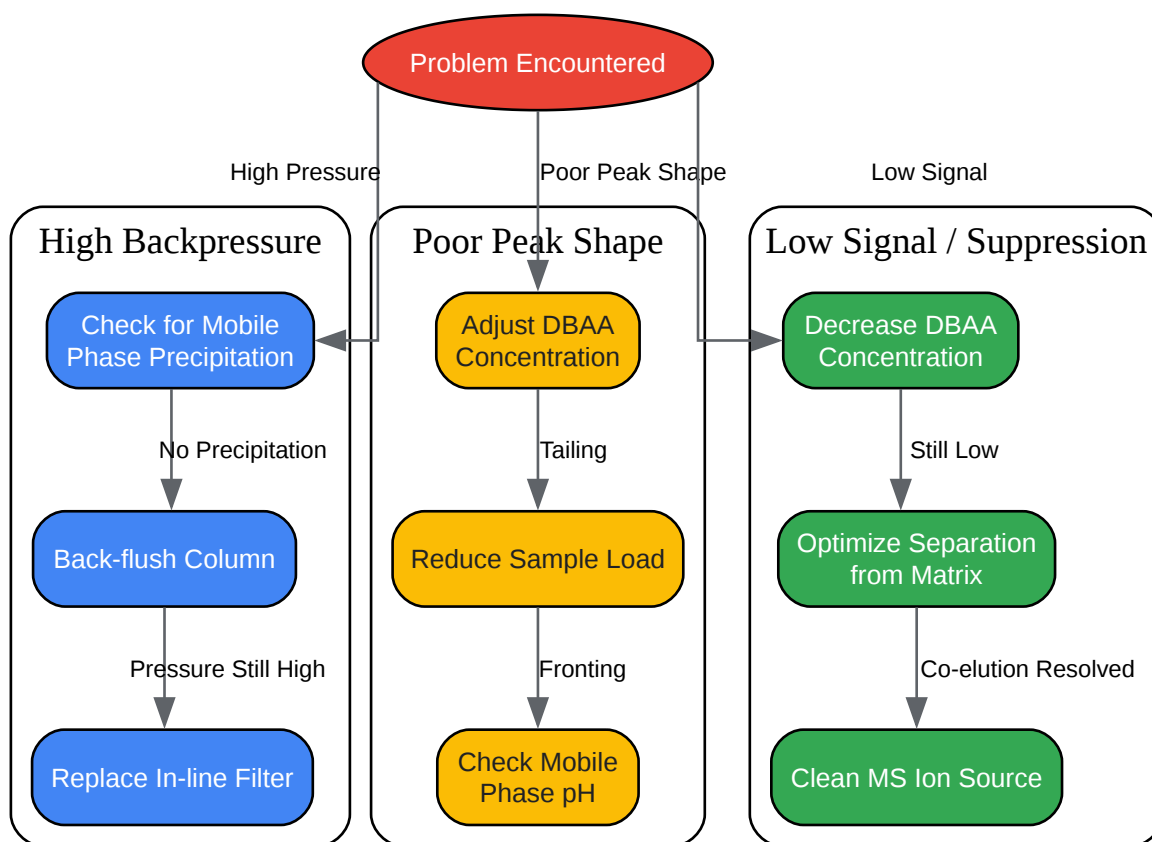 Problem Encountered
High Pressure
Poor Peak Shape
Low Signal
High Backpressure
Check for Mobile
Phase Precipitation
No Precipitation
Back-flush Column
Pressure Still High
Replace In-line Filter
Poor Peak Shape
Adjust DBAA
Concentration
Tailing
Reduce Sample Load
Fronting
Check Mobile
Phase pH
Low Signal / Suppression
Decrease DBAA
Concentration
Still Low
Optimize Separation
from Matrix
Co-elution Resolved
Clean MS Ion Source